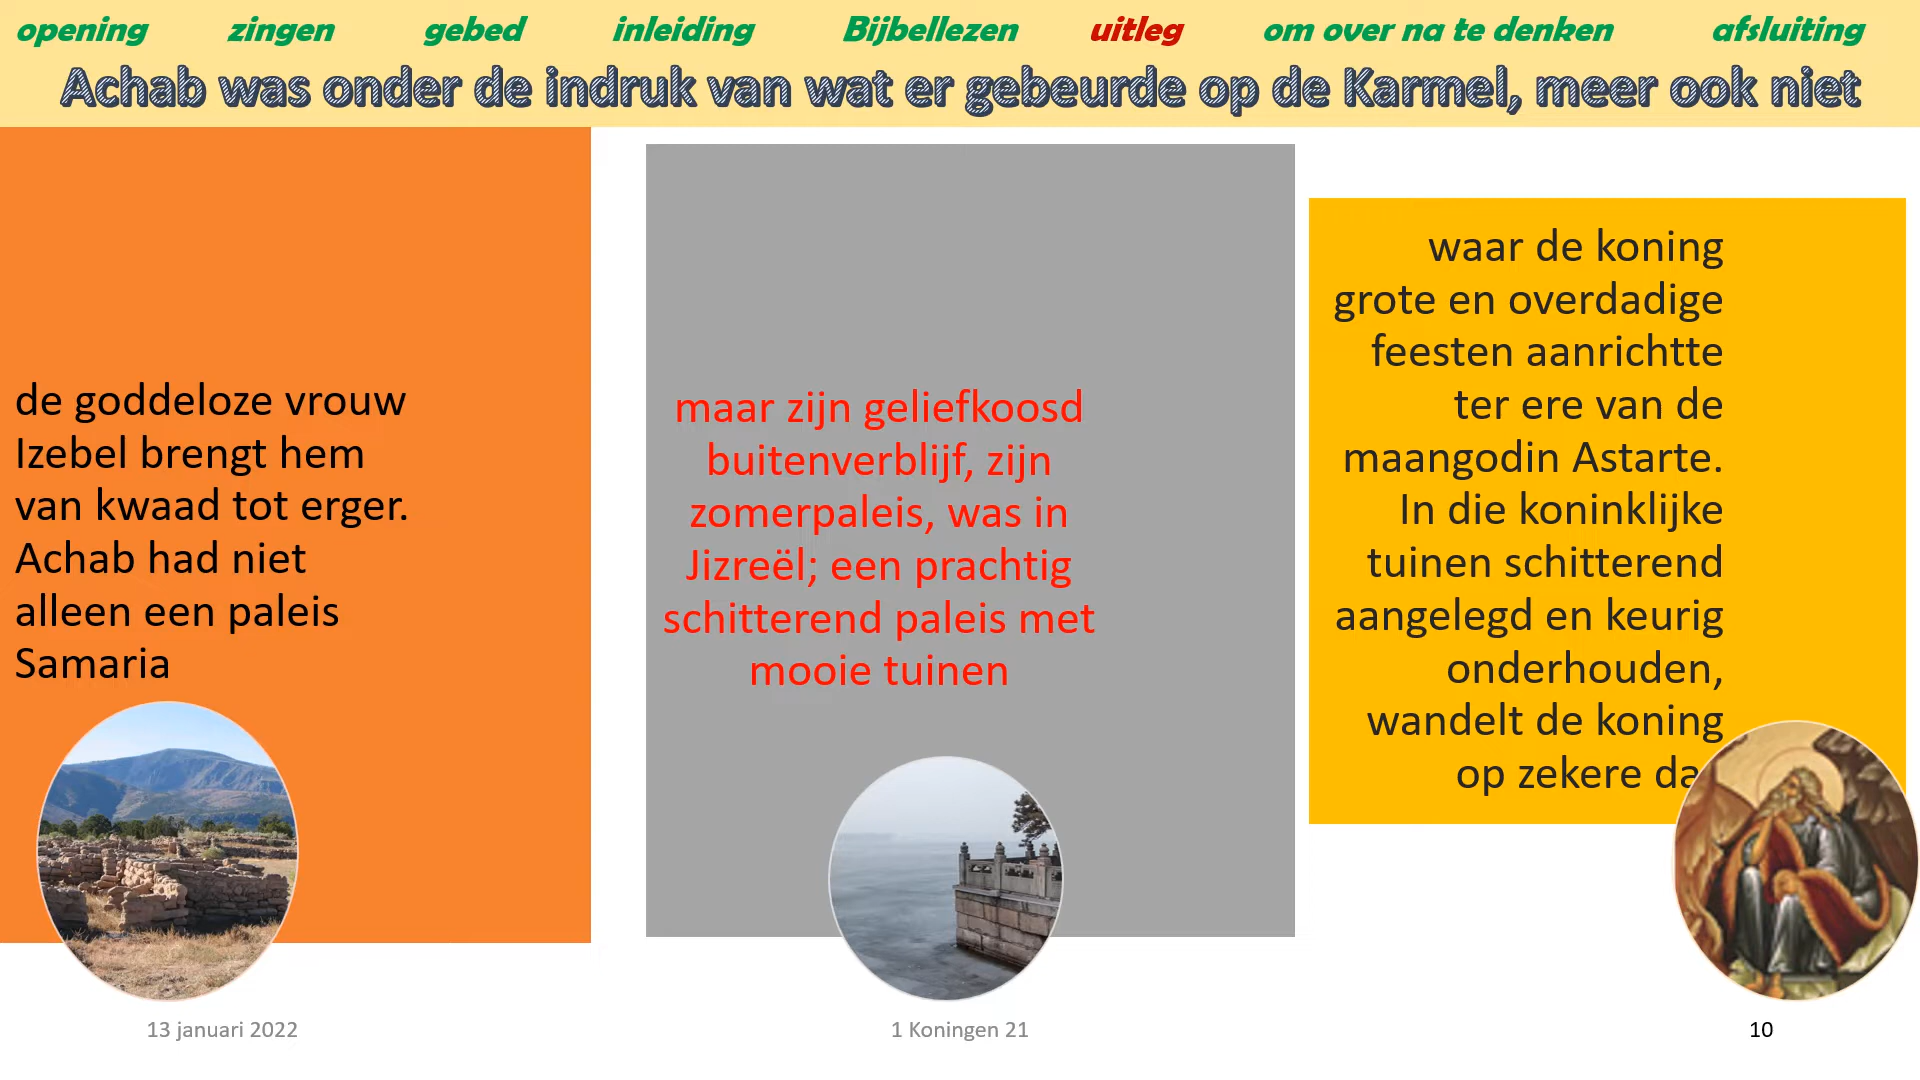 opening zingen gebed inleiding Bijbellezen uitleg om over na te denken afsluiting
Achab was onder de indruk van wat er gebeurde op de Karmel, meer ook niet
de goddeloze vrouw
Izebel brengt hem
van kwaad tot erger.
Achab had niet
alleen een paleis
Samaria
maar zijn geliefkoosd
buitenverblijf, zijn
zomerpaleis, was in
Jizreël; een prachtig
schitterend paleis met
mooie tuinen
waar de koning
grote en overdadige
feesten aanrichtte
ter ere van de
maangodin Astarte.
In die koninklijke
tuinen schitterend
aangelegd en keurig
onderhouden,
wandelt de koning
op zekere
13 januari 2022
1 Koningen 21
10